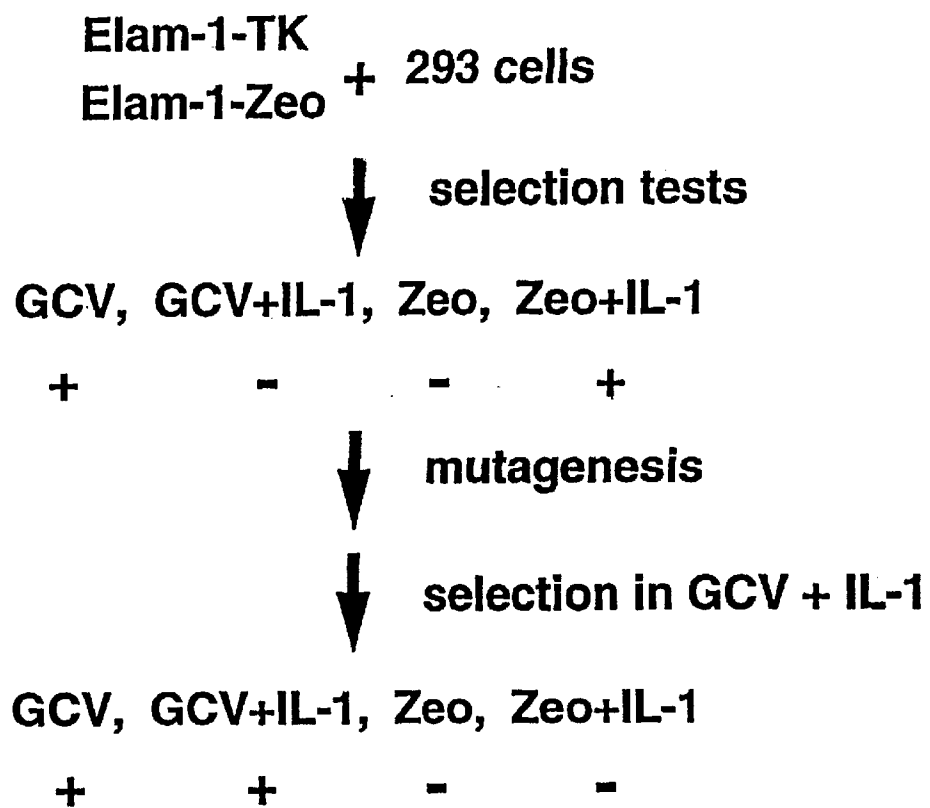 Elam-1-TK
Elam-1-Zeo + 293 cells
selection tests
GCV, GCV+IL-1, Zeo, Zeo+IL-1
+ - - +
mutagenesis
selection in GCV + IL-1
GCV, GCV+IL-1, Zeo, Zeo+IL-1
+ + - -